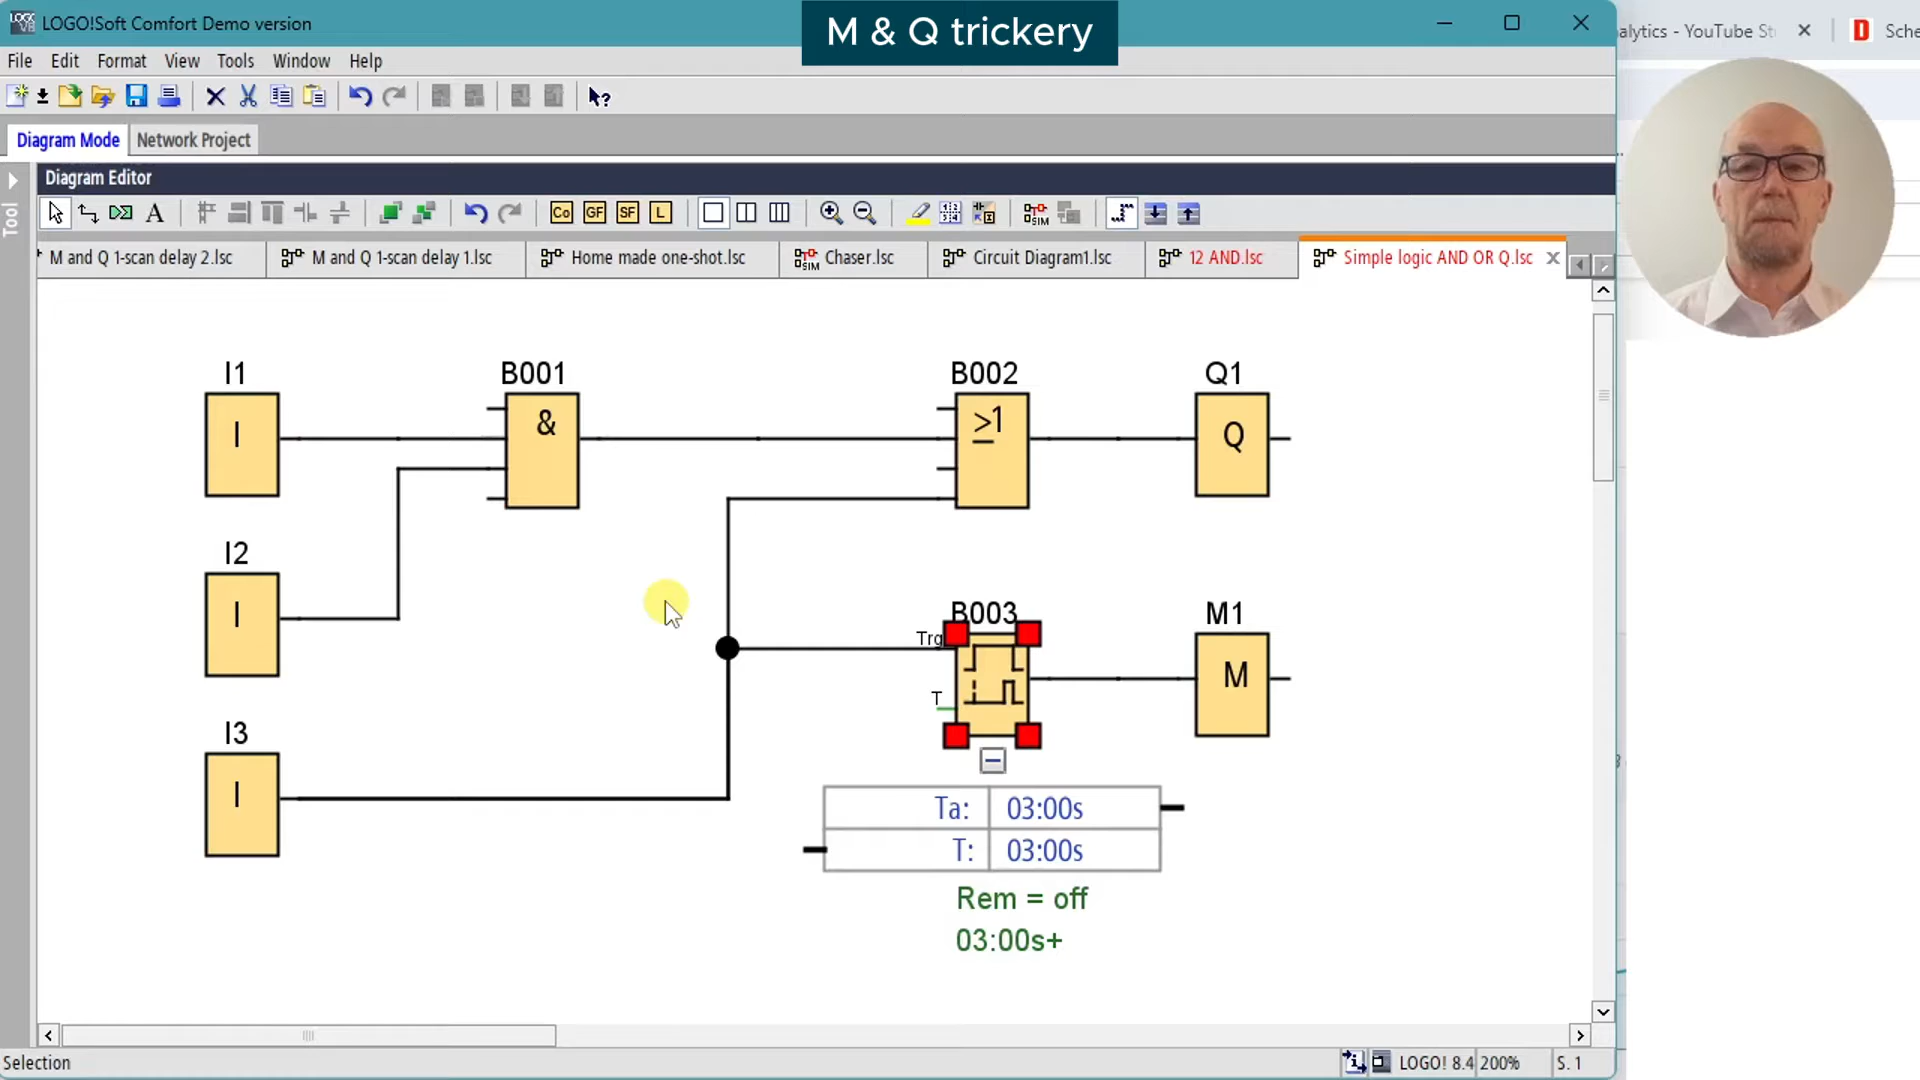 LOGO!Soft Comfort Demo version
M & Q trickery
alytics - YouTube St
Sche
File Edit Format View Tools Window Help
Diagram Mode Network Project
Diagram Editor
Tool
A Co GF SF L SIM
M and Q 1-scan delay 2.lsc M and Q 1-scan delay 1.lsc Home made one-shot.lsc Chaser.lsc Circuit Diagram1.lsc 12 AND.lsc Simple logic AND OR Q.lsc
I1 B001 B002 Q1
I & >1 Q
I2
I
B003 M1
Trg
T
M
I3
I
Ta: 03:00s
T: 03:00s
Rem = off
03:00s+
Selection
LOGO! 8.4 200% S. 1